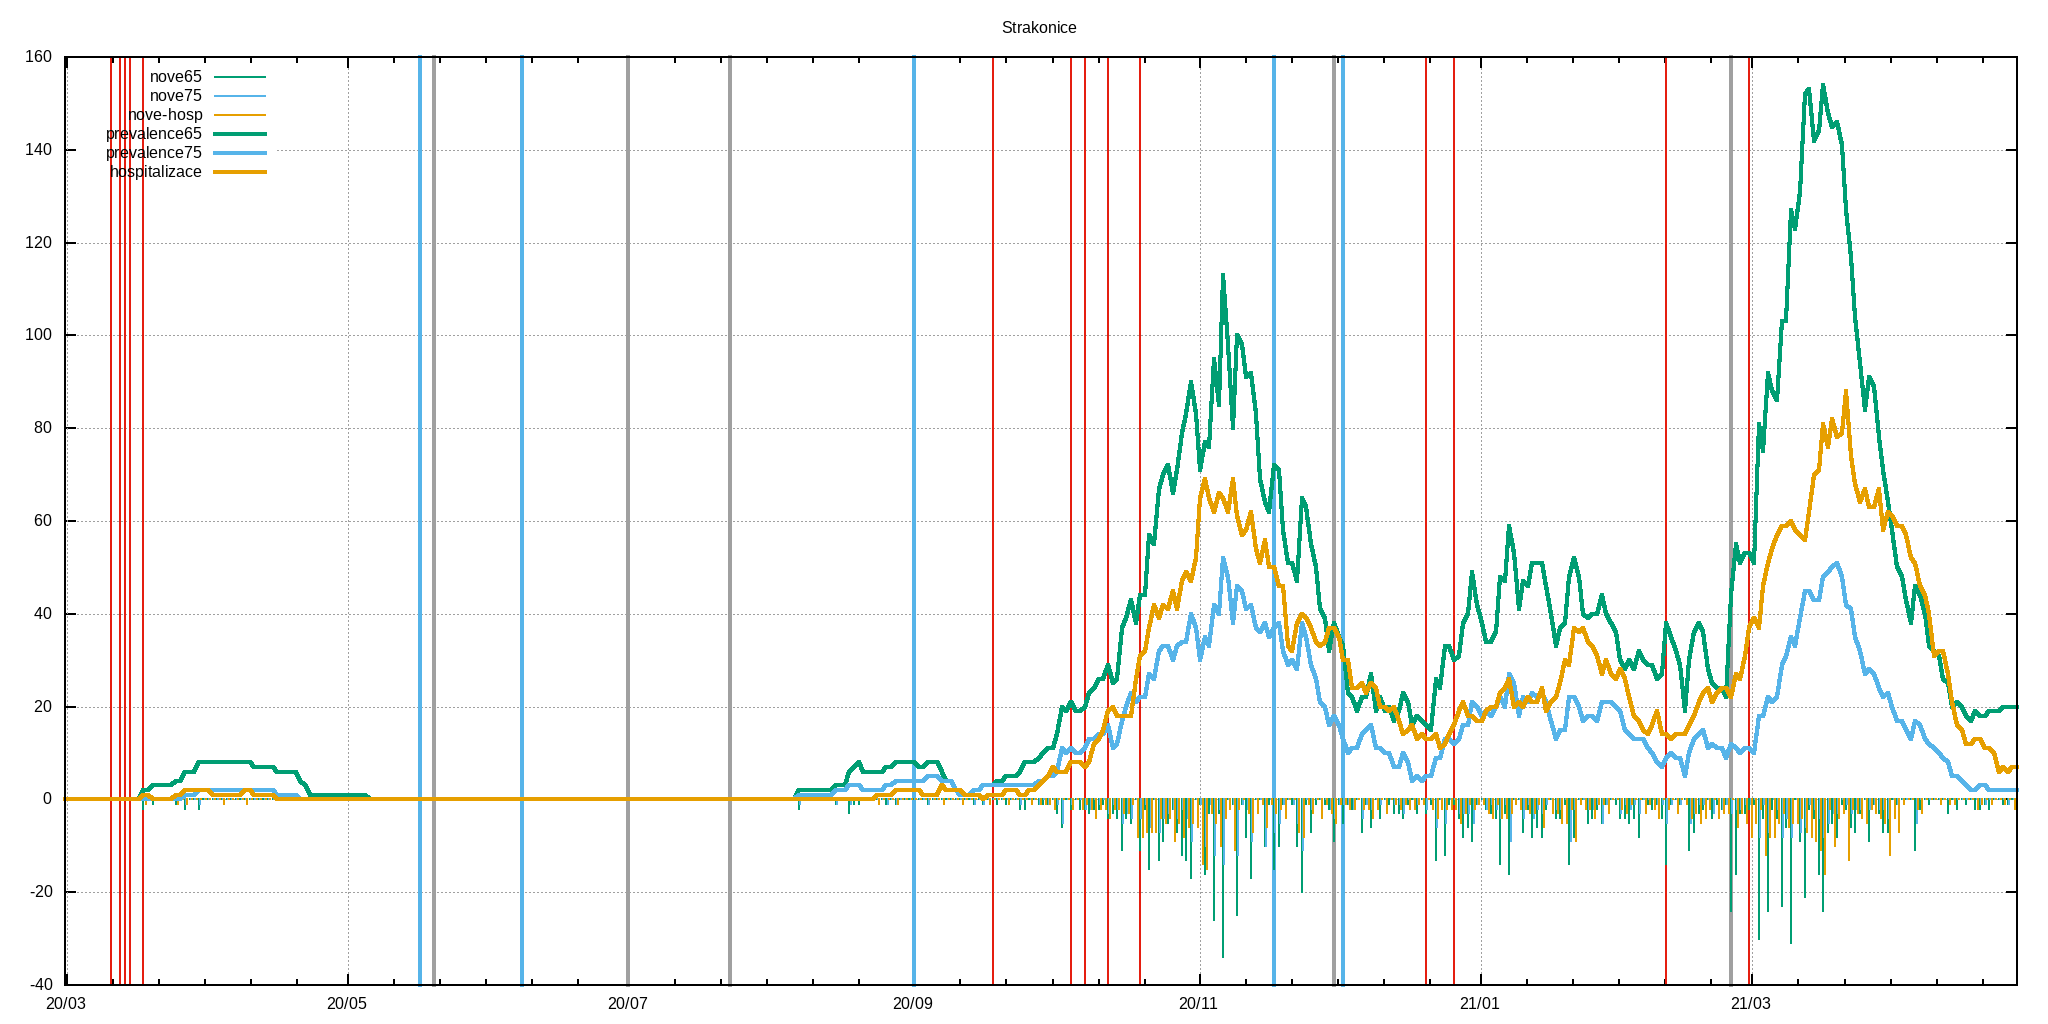 Strakonice
160
140
120
100
80
60
40
20
0
-20
-40
nove65
nove75
nove-hosp
prevalence65
prevalence75
hospitalizace
20/03 20/05 20/07 20/09 20/11 21/01 21/03